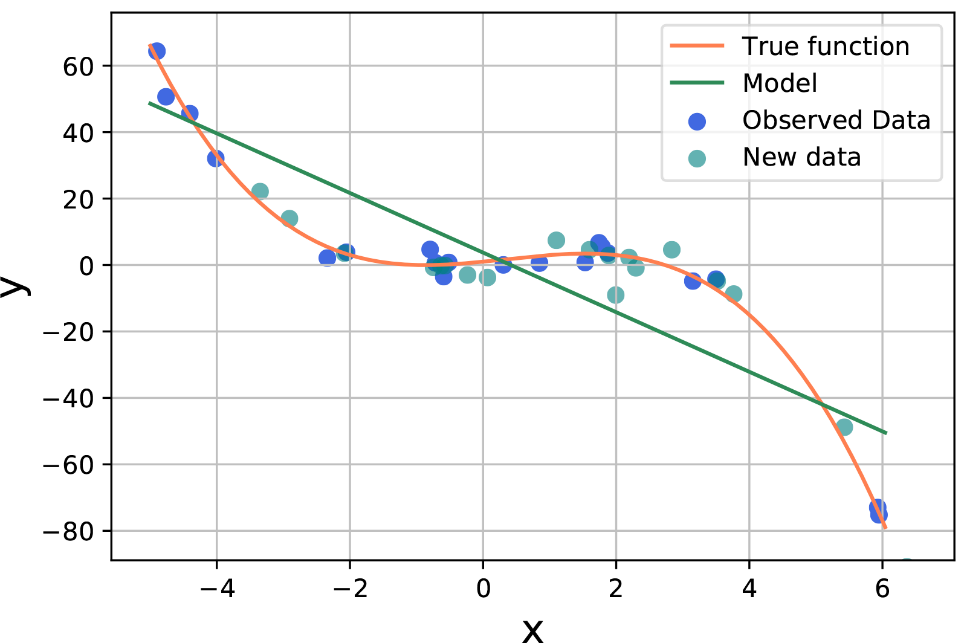 True function
Model
Observed Data
New data
60
40
20
0
−20
−40
−60
−80
y
−4 −2 0 2 4 6
x